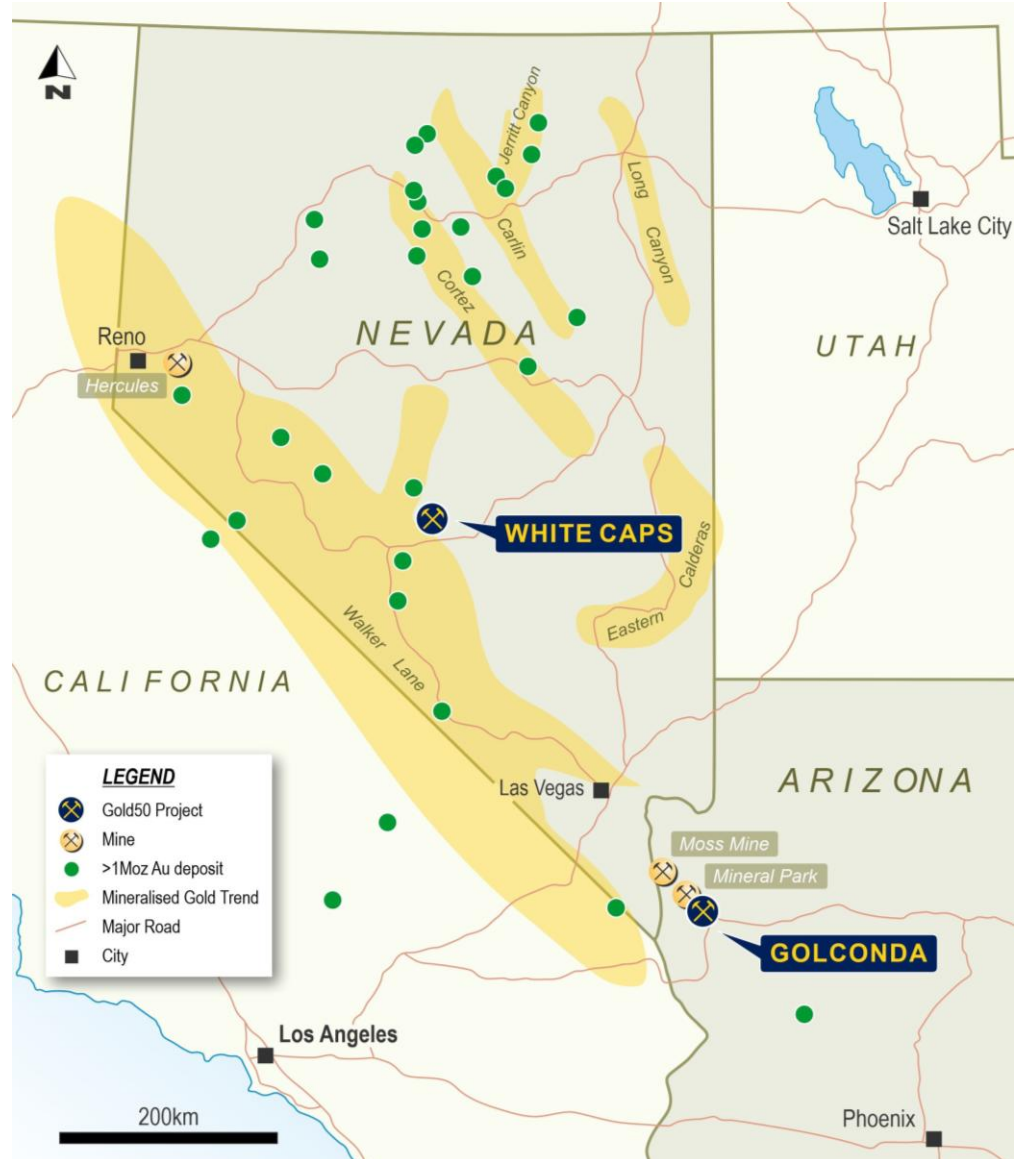 N
Jerritt Canyon
Long
Canyon
Carlin
Cortez
Salt Lake City
NEVADA
UTAH
Reno
Hercules
WHITE CAPS
Eastern
Calderas
Walker
Lane
CALIFORNIA
ARIZONA
Las Vegas
Moss Mine
Mineral Park
GOLCONDA
LEGEND
Gold50 Project
Mine
>1Moz Au deposit
Mineralised Gold Trend
Major Road
City
Los Angeles
200km
Phoenix